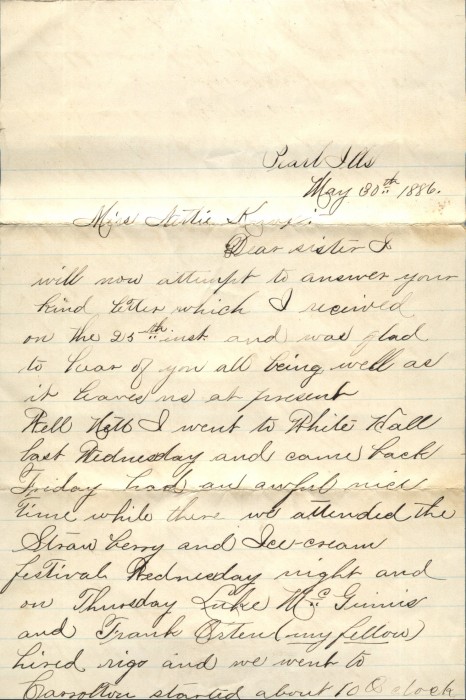 Pearl Ills
May 30th 1886.
Miss Nettie
Dear sister I
will now attempt to answer your
kind letter which I received
on the 25th inst. and was glad
to hear of you all being well as
it leaves us at present
Well Nett I went to White Hall
last Wednesday and came back
Friday had an awful nice
time while there we attended the
Straw berry and Ice-cream
festival Wednesday night and
on Thursday Luke Mc Ginnis
and Frank (my fellow)
hired rigs and we went to
Carrollton started about 10 O clock